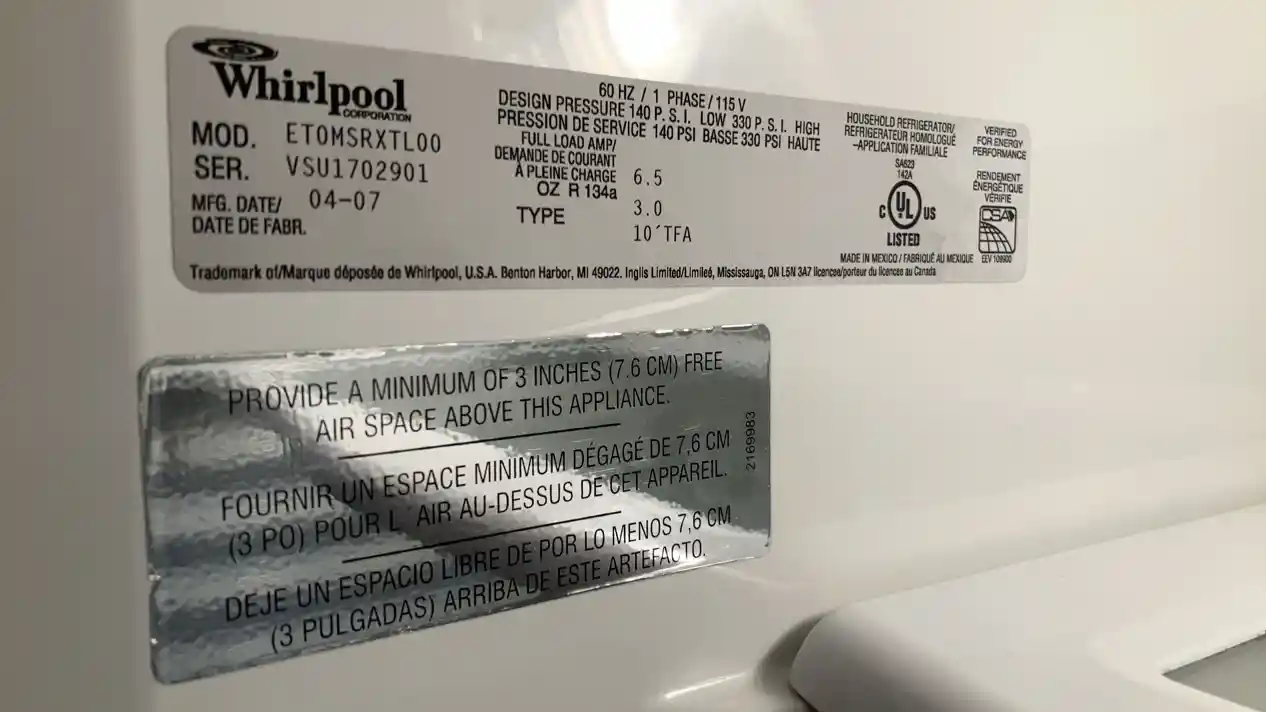 Whirlpool
CORPORATION
MOD. ET0MSRXTL00
SER. VSU1702901
MFG. DATE/ 04-07
DATE DE FABR.
60 HZ / 1 PHASE / 115 V
DESIGN PRESSURE 140 P. S. I. LOW 330 P. S. I. HIGH
PRESSION DE SERVICE 140 PSI BASSE 330 PSI HAUTE
FULL LOAD AMP/
DEMANDE DE COURANT
À PLEINE CHARGE 6.5
OZ R 134a 3.0
TYPE 10´TFA
HOUSEHOLD REFRIGERATOR/
REFRIGERATEUR HOMOLOGUÉ
-APPLICATION FAMILIALE
SA623
142A
C UL US
LISTED
VERIFIED
FOR ENERGY
PERFORMANCE
RENDEMENT
ÉNERGÉTIQUE
VÉRIFIÉ
CSA
EEV 109900
MADE IN MEXICO / FABRIQUÉ AU MEXIQUE
Trademark of/Marque déposée de Whirlpool, U.S.A. Benton Harbor, MI 49022. Inglis Limited/Limileé, Mississauga, ON L5N 3A7 licencee/porteur du licences au Canada
PROVIDE A MINIMUM OF 3 INCHES (7.6 CM) FREE
AIR SPACE ABOVE THIS APPLIANCE.
FOURNIR UN ESPACE MINIMUM DÉGAGÉ DE 7,6 CM
(3 PO) POUR L´AIR AU-DESSUS DE CET APPAREIL.
DEJE UN ESPACIO LIBRE DE POR LO MENOS 7,6 CM
(3 PULGADAS) ARRIBA DE ESTE ARTEFACTO.
2169983